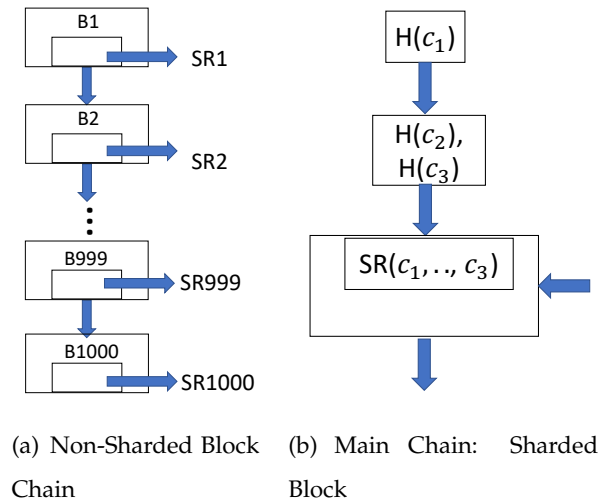 B1
SR1
B2
SR2
⋮
B999
SR999
B1000
SR1000
(a) Non-Sharded Block
Chain
H(c₁)
H(c₂),
H(c₃)
SR(c₁,.., c₃)
(b) Main Chain: Sharded
Block